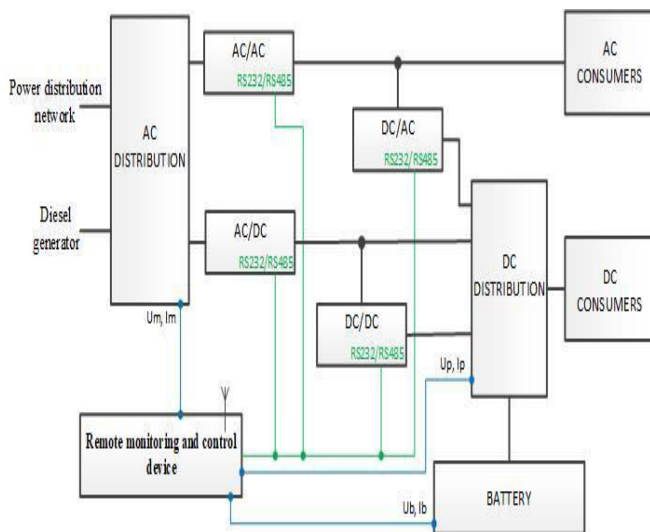 Power distribution
network
Diesel
generator
AC
DISTRIBUTION
AC/AC
RS232/RS485
AC
CONSUMERS
DC/AC
RS232/RS485
AC/DC
RS232/RS485
DC/DC
RS232/RS485
DC
DISTRIBUTION
DC
CONSUMERS
Um, Im
Up, Ip
Remote monitoring and control
device
Ub, Ib
BATTERY